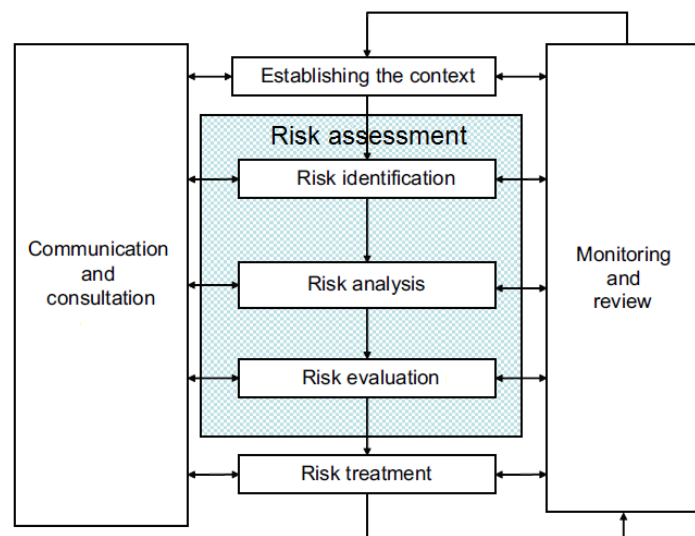 Establishing the context
Risk assessment
Risk identification
Communication
and
consultation
Risk analysis
Monitoring
and
review
Risk evaluation
Risk treatment